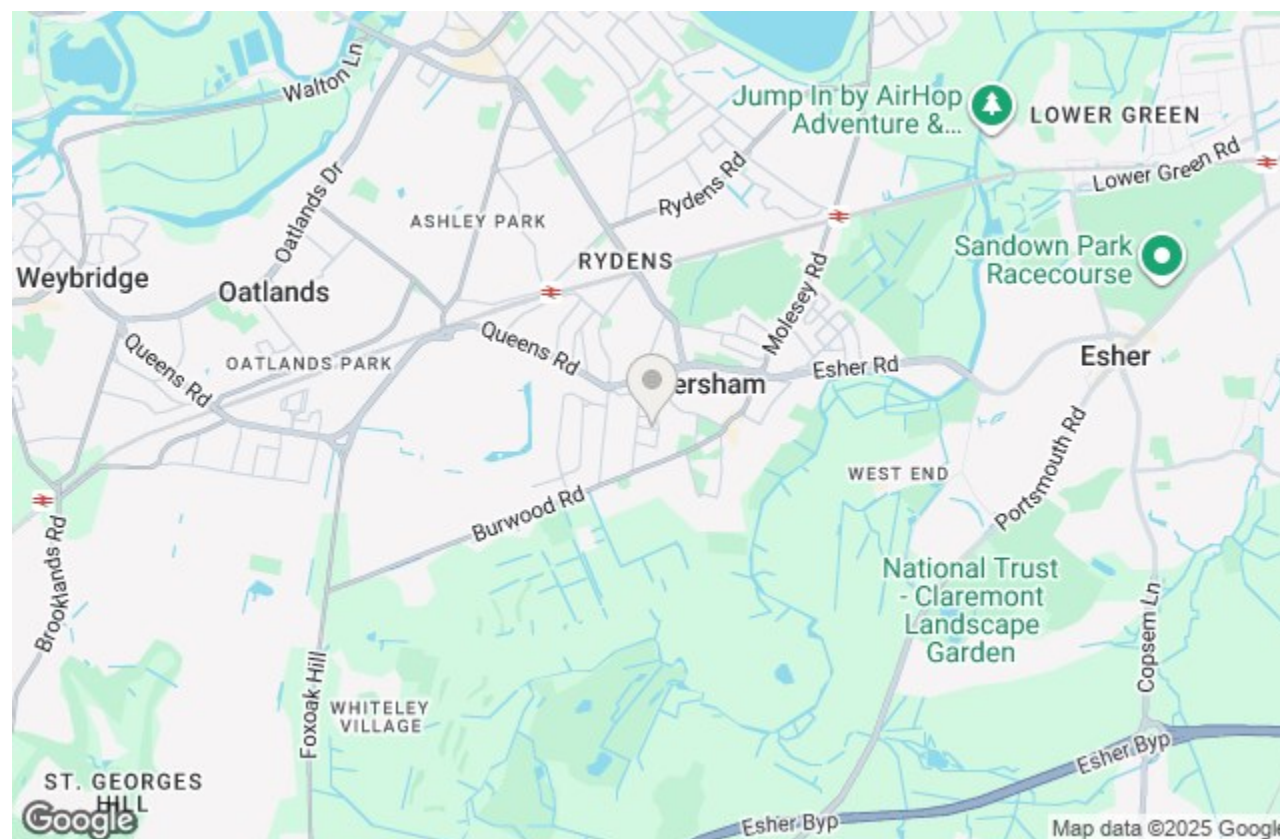 Walton Ln
Jump In by AirHop
Adventure &...
LOWER GREEN
Lower Green Rd
Oatlands Dr
Rydens Rd
ASHLEY PARK
RYDENS
Sandown Park
Racecourse
Weybridge
Oatlands
Molesey Rd
Queens Rd
Queens Rd
OATLANDS PARK
Esher Rd
Esher
ersham
Portsmouth Rd
WEST END
Burwood Rd
Brooklands Rd
National Trust
- Claremont
Landscape
Garden
Copsem Ln
Foxoak Hill
WHITELEY
VILLAGE
Esher Byp
ST. GEORGES
HILL
Google
Esher Byp
Map data ©2025 Google